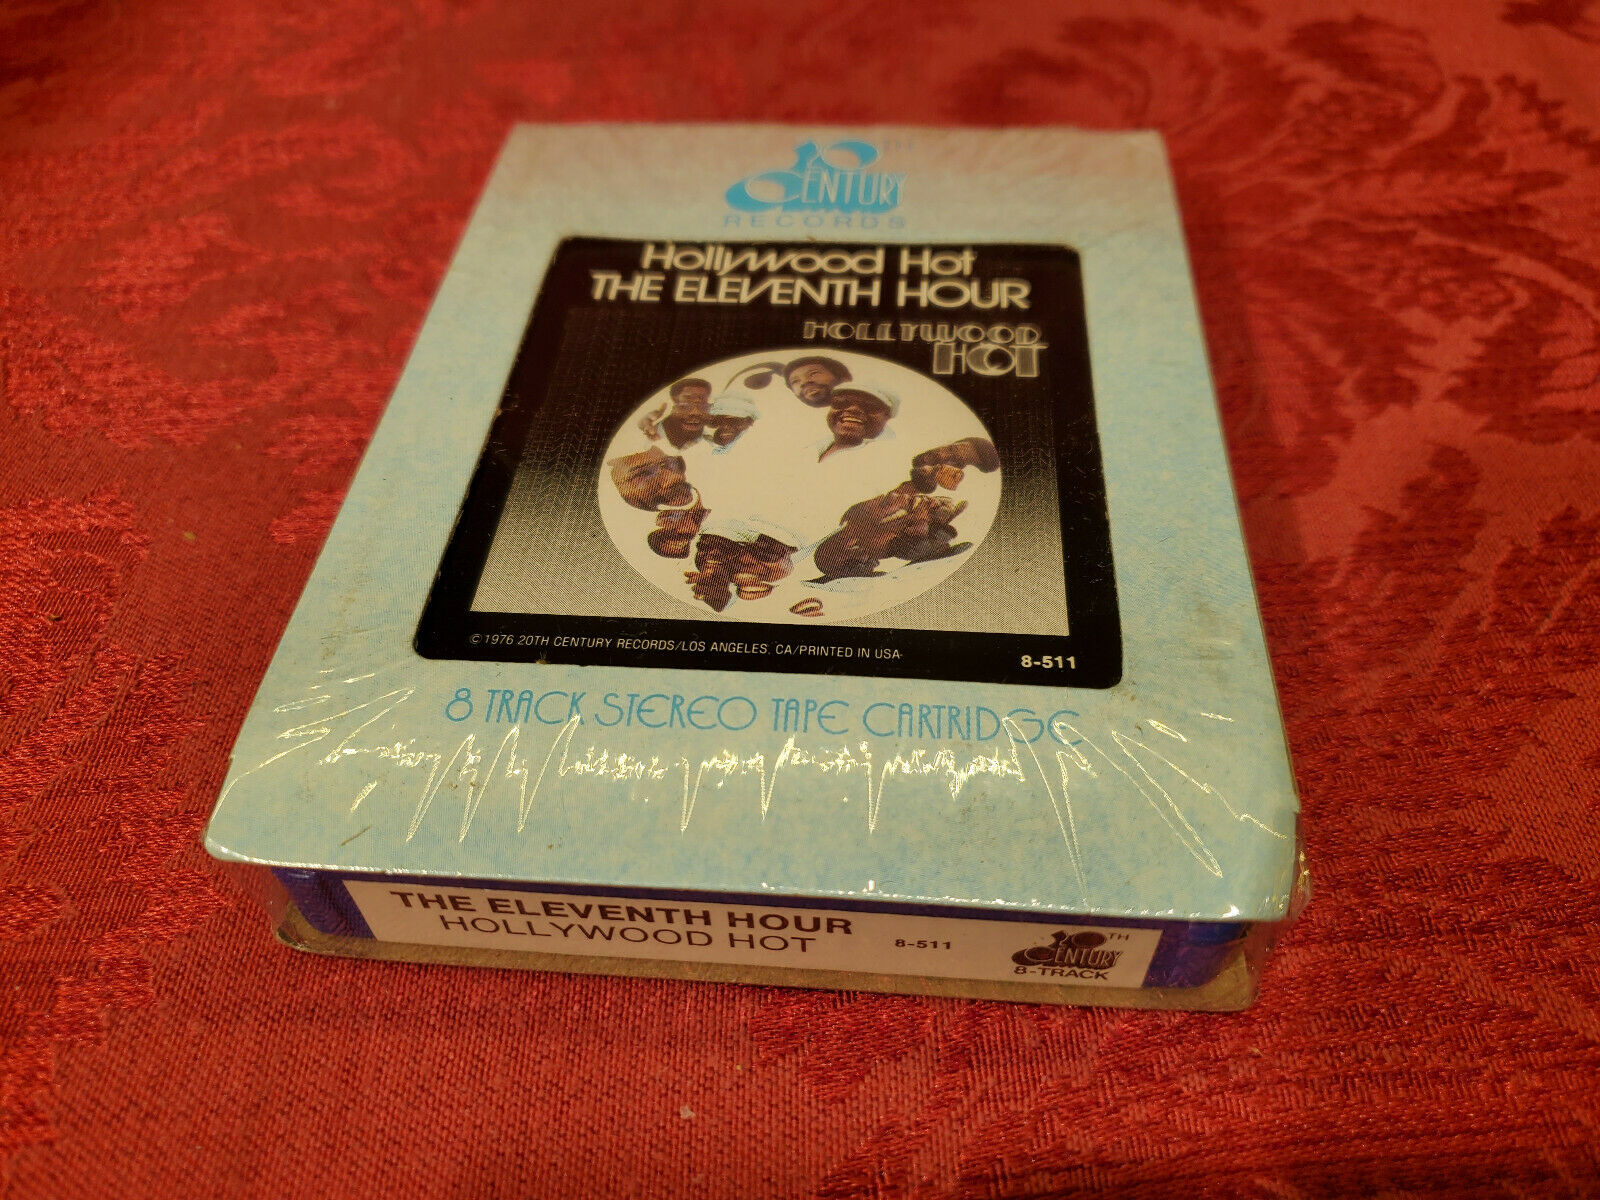 20TH
CENTURY
RECORDS
Hollywood Hot
THE ELEVENTH HOUR
HOLLYWOOD
HOT
© 1976 20TH CENTURY RECORDS/LOS ANGELES, CA/PRINTED IN USA
8-511
8 TRACK STEREO TAPE CARTRIDGE
THE ELEVENTH HOUR
HOLLYWOOD HOT
8-511
20TH
CENTURY
8-TRACK